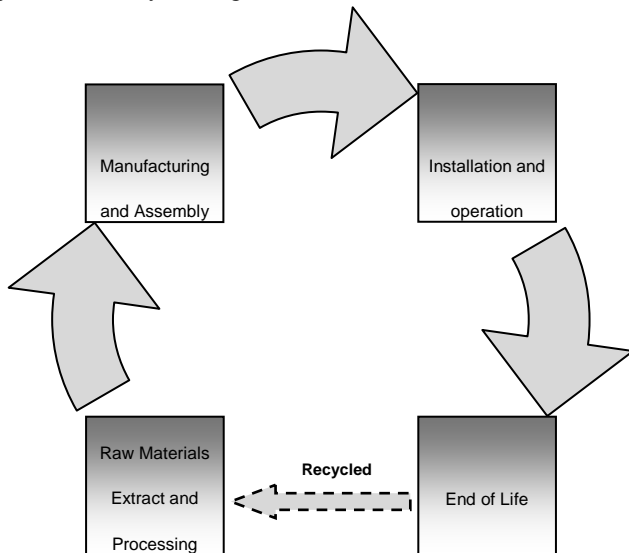 Manufacturing
and Assembly
Installation and
operation
Raw Materials
Extract and
Processing
Recycled
End of Life